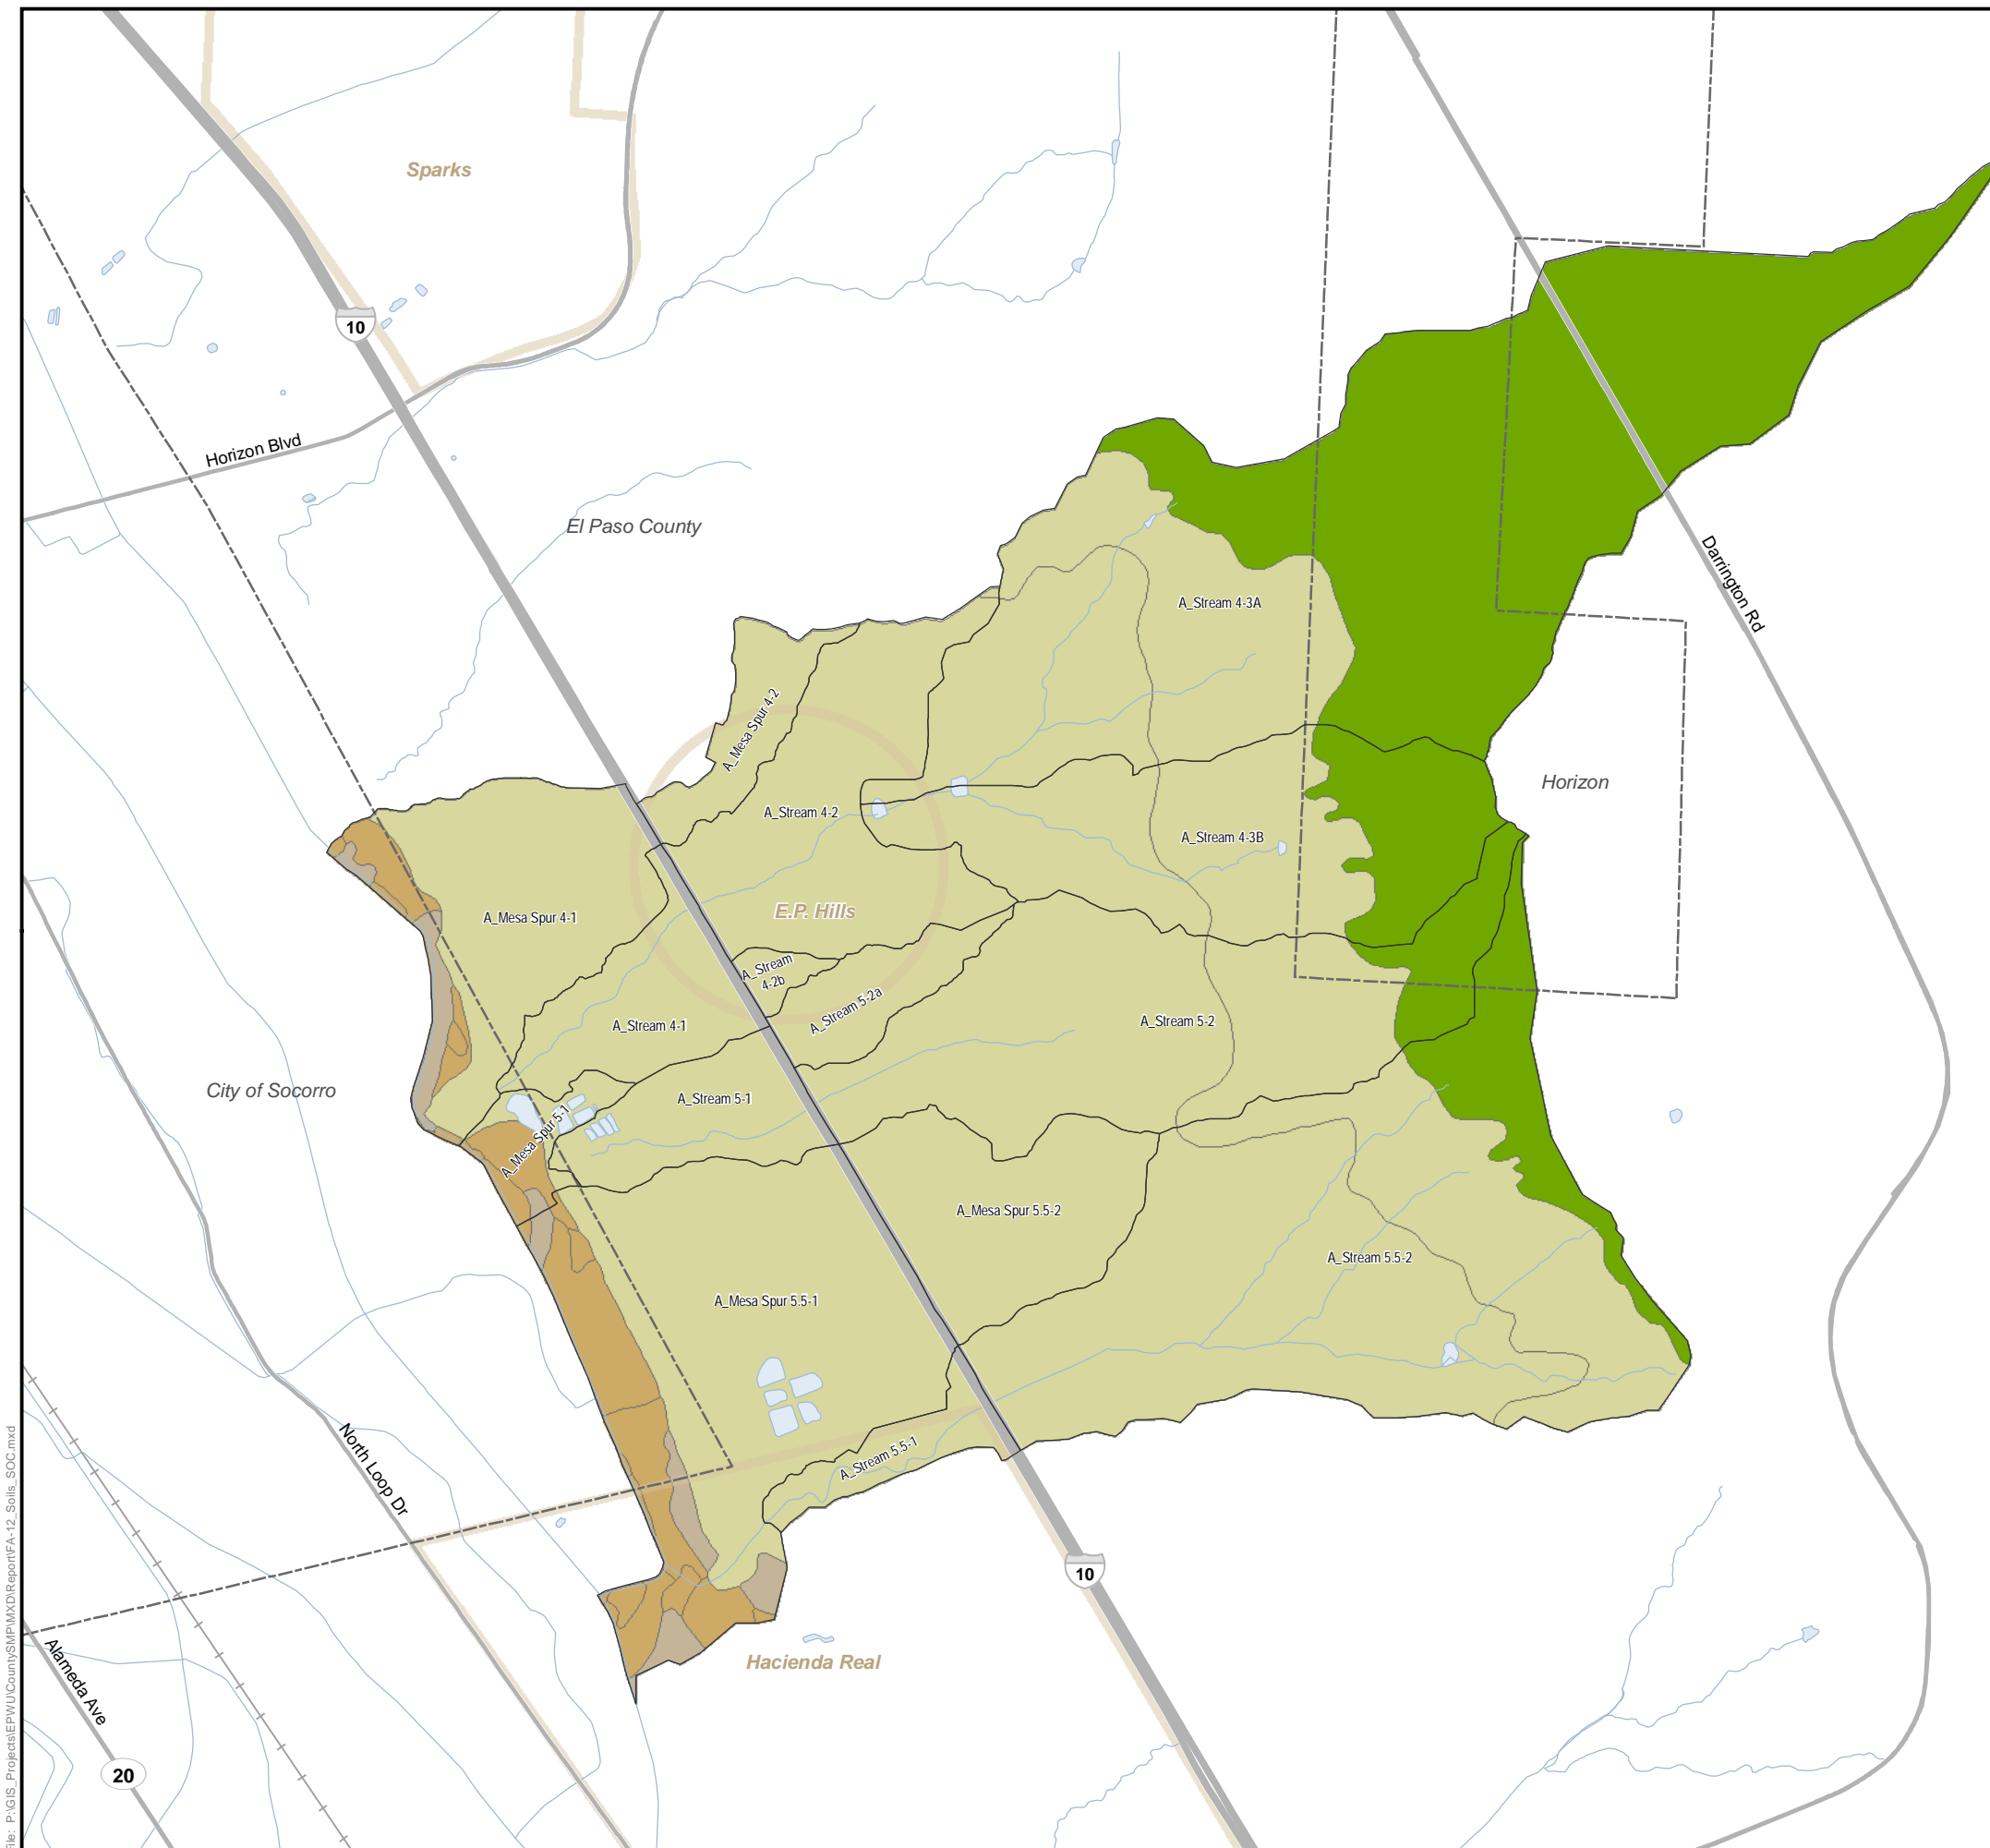 Sparks
10
Horizon Blvd
El Paso County
A_Stream 4-3A
Darrington Rd
A_Mesa Spur 4-2
Horizon
A_Stream 4-2
A_Stream 4-3B
E.P. Hills
A_Mesa Spur 4-1
A_Stream
4-2b
A_Stream 5-2a
A_Stream 4-1
A_Stream 5-2
City of Socorro
A_Stream 5-1
A_Mesa Spur 5-1
A_Mesa Spur 5.5-2
A_Stream 5.5-2
A_Mesa Spur 5.5-1
A_Stream 5.5-1
North Loop Dr
10
Hacienda Real
Alameda Ave
20
File: P:\GIS_Projects\EPWU\CountySMP\MXD\Report\FA-12_Soils_SOC.mxd